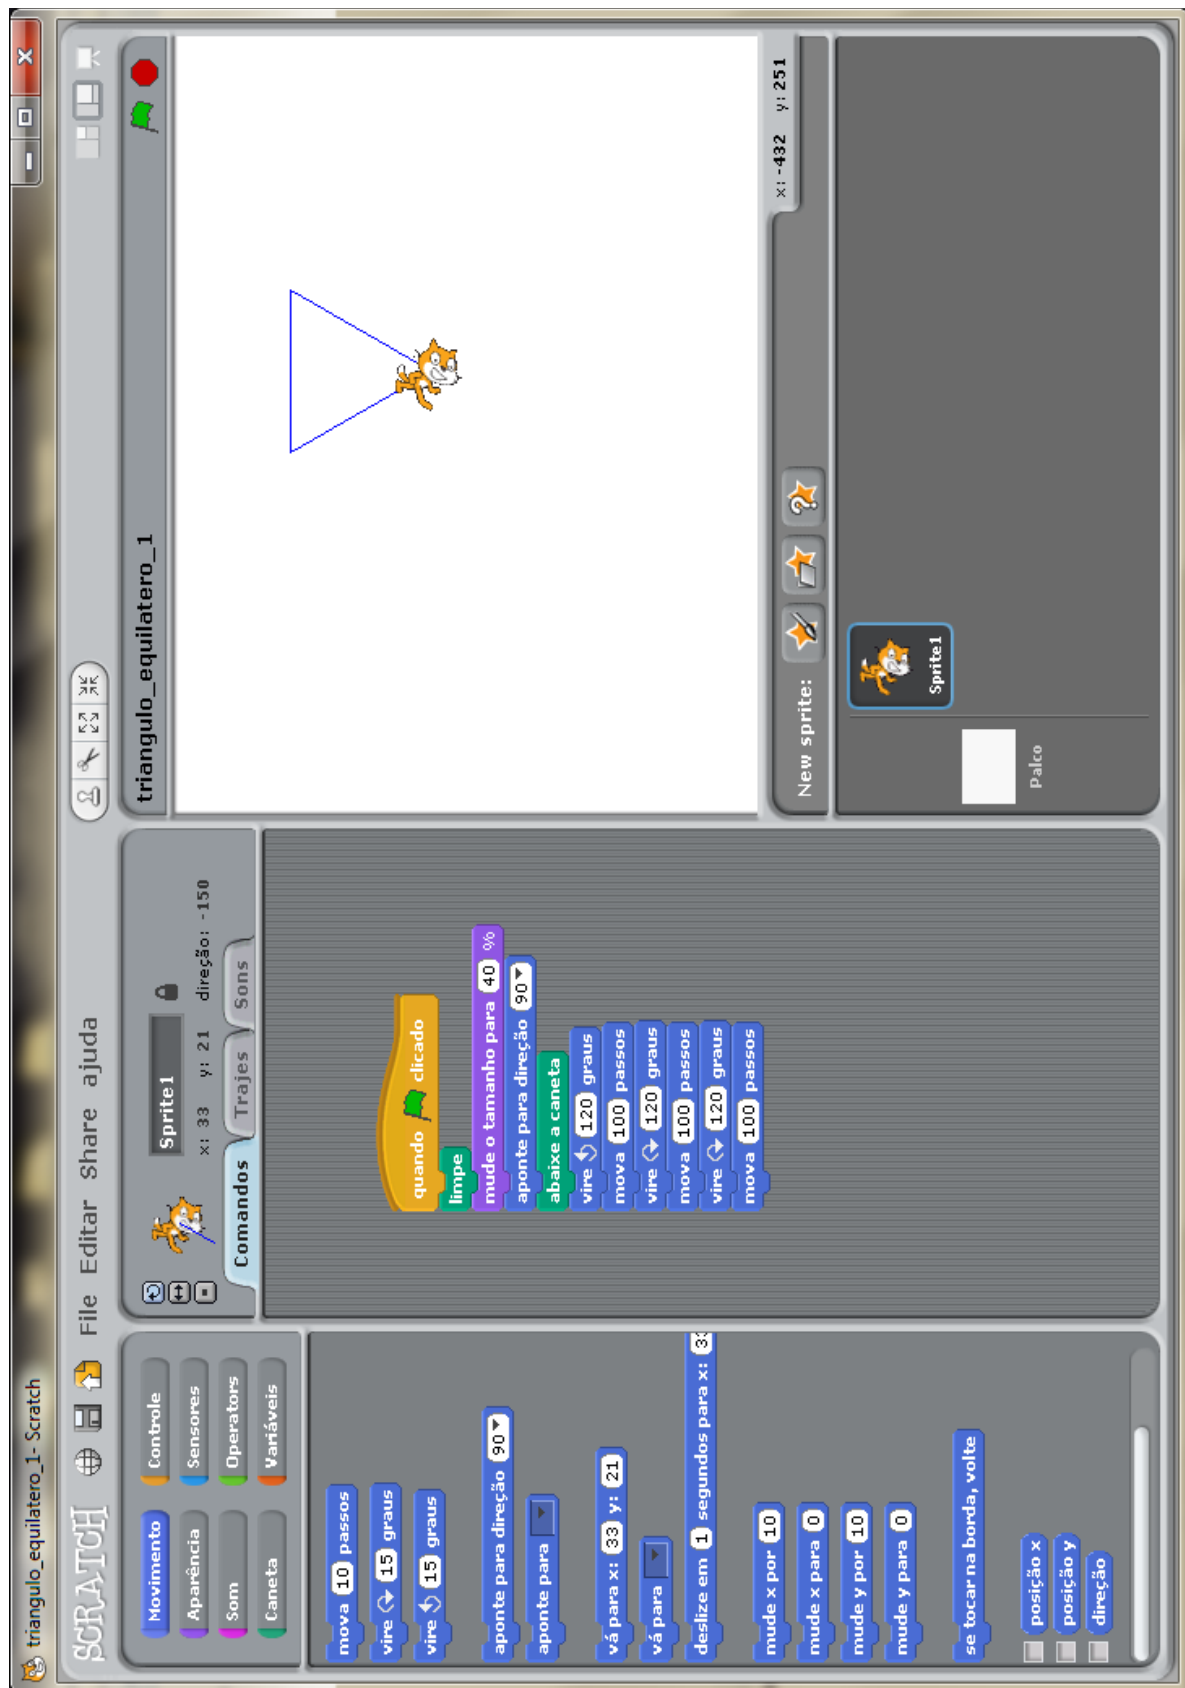 triangulo_equilatero_1- Scratch
SCRATCH
File Editar Share ajuda
Movimento
Controle
Aparência
Sensores
Som
Operators
Caneta
Variáveis
mova 10 passos
vire 15 graus
vire 15 graus
aponte para direção 90
aponte para
vá para x: 33 y: 21
vá para
deslize em 1 segundos para x: 33
mude x por 10
mude x para 0
mude y por 10
mude y para 0
se tocar na borda, volte
posição x
posição y
direção
Sprite1
x: 33 y: 21 direção: -150
Comandos
Trajes
Sons
quando clicado
limpe
mude o tamanho para 40 %
aponte para direção 90
abaixe a caneta
vire 120 graus
mova 100 passos
vire 120 graus
mova 100 passos
vire 120 graus
mova 100 passos
triangulo_equilatero_1
x: -432 y: 251
New sprite:
Sprite1
Palco